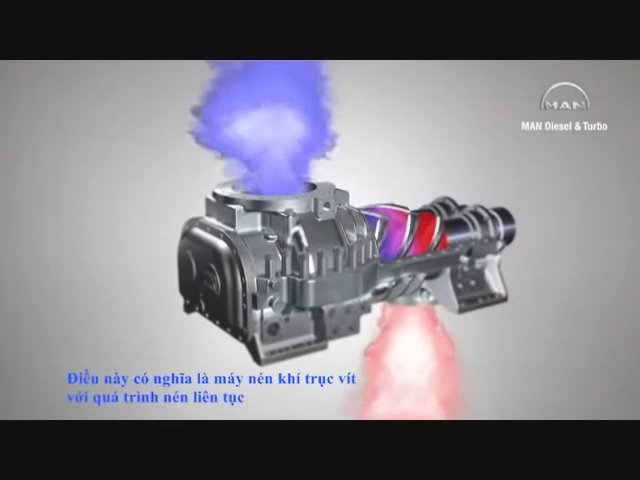 MAN
MAN Diesel & Turbo
MAN
Điều này có nghĩa là máy nén khí trục vít
với quá trình nén liên tục